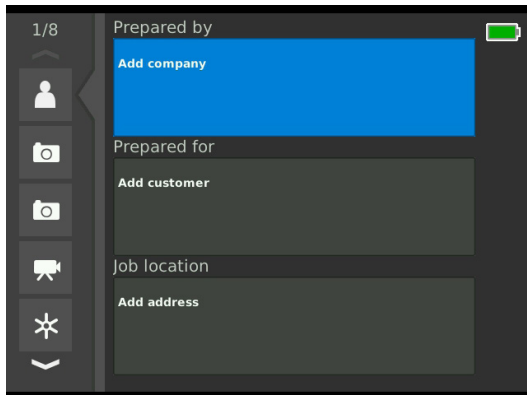 1/8
Prepared by
Add company
Prepared for
Add customer
Job location
Add address